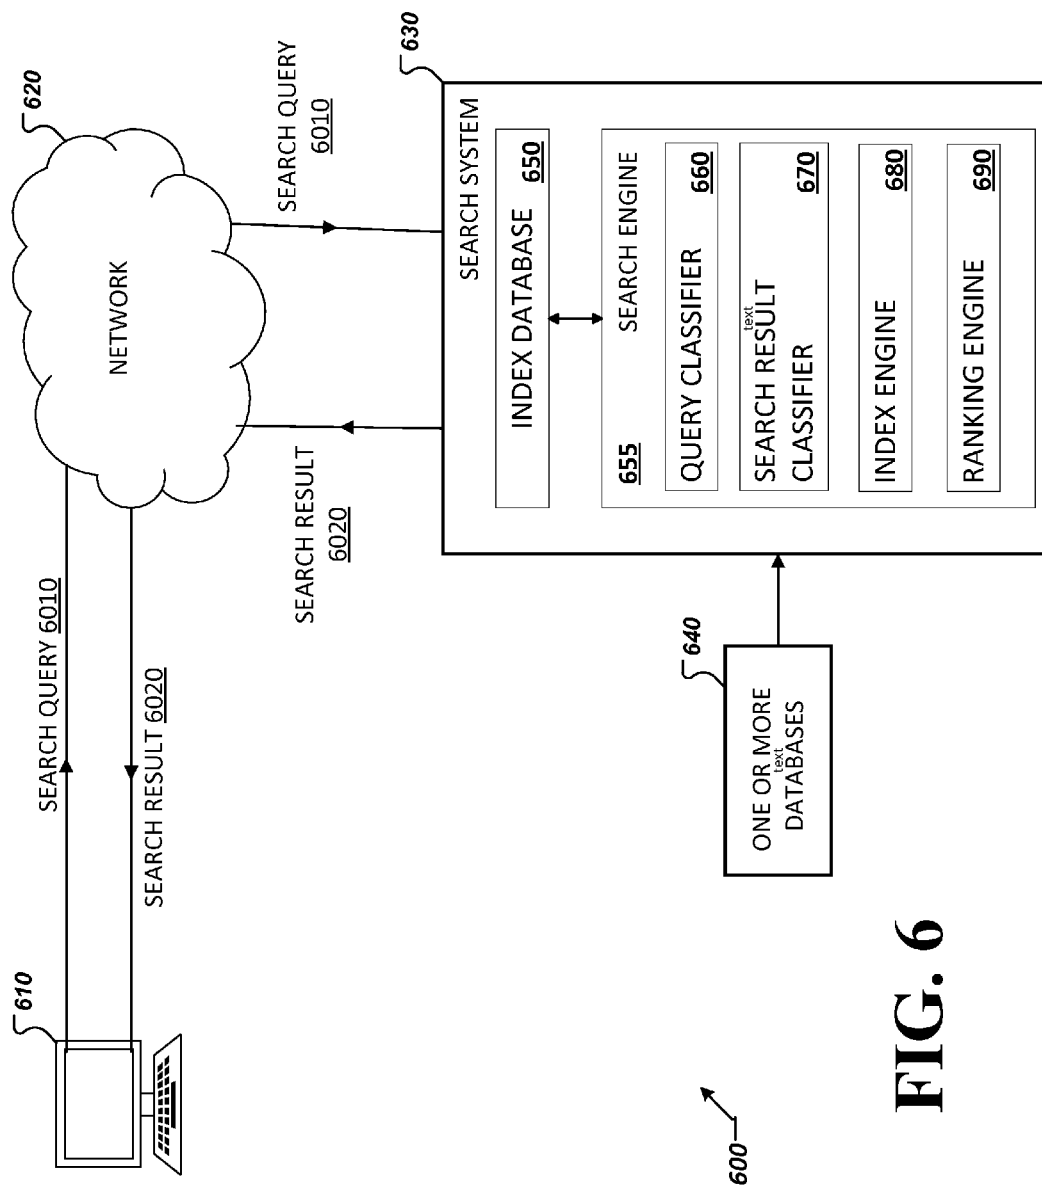 610
SEARCH QUERY 6010
SEARCH RESULT 6020
620
NETWORK
SEARCH QUERY
6010
SEARCH RESULT
6020
630
SEARCH SYSTEM
INDEX DATABASE 650
655 SEARCH ENGINE
QUERY CLASSIFIER 660
SEARCH RESULT 670
text
CLASSIFIER
INDEX ENGINE 680
RANKING ENGINE 690
640
ONE OR MORE
text
DATABASES
600
FIG. 6